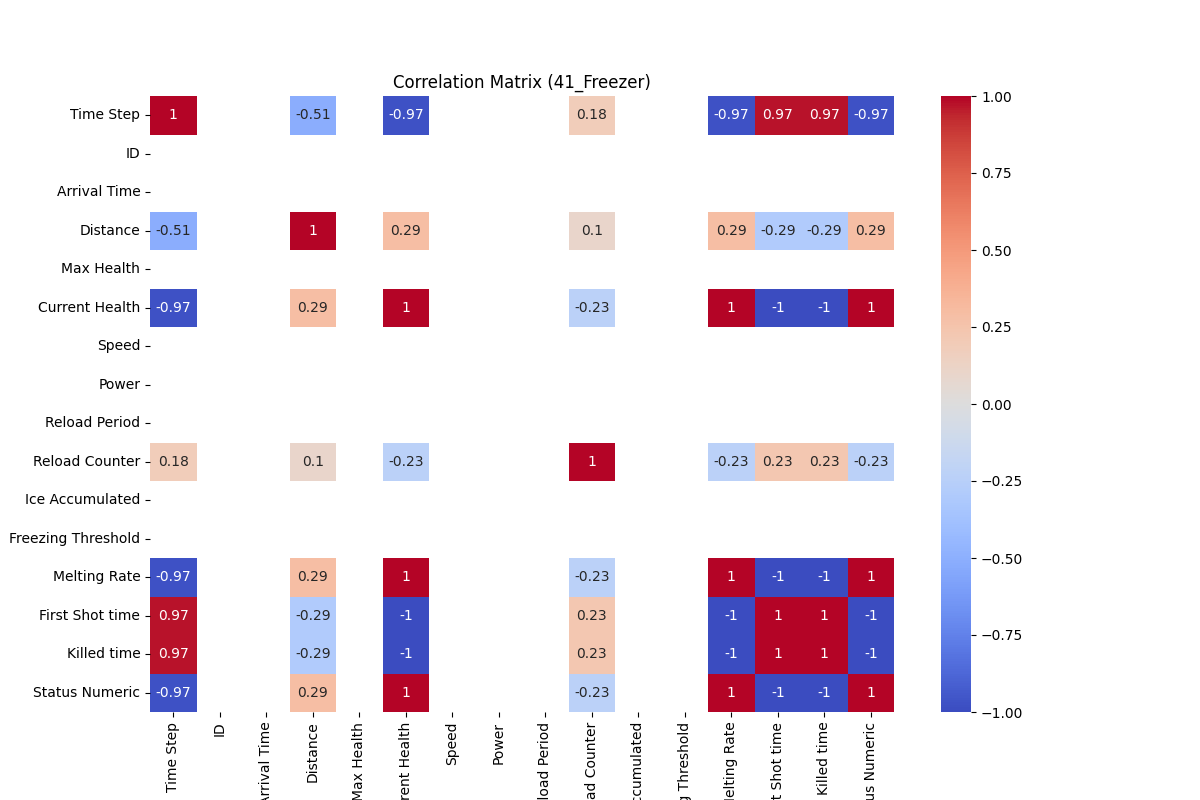 Correlation Matrix (41_Freezer)
Time Step 1 -0.51 -0.97 0.18 -0.97 0.97 0.97 -0.97
ID
Arrival Time
Distance -0.51 1 0.29 0.1 0.29 -0.29 -0.29 0.29
Max Health
Current Health -0.97 0.29 1 -0.23 1 -1 -1 1
Speed
Power
Reload Period
Reload Counter 0.18 0.1 -0.23 1 -0.23 0.23 0.23 -0.23
Ice Accumulated
Freezing Threshold
Melting Rate -0.97 0.29 1 -0.23 1 -1 -1 1
First Shot time 0.97 -0.29 -1 0.23 -1 1 1 -1
Killed time 0.97 -0.29 -1 0.23 -1 1 1 -1
Status Numeric -0.97 0.29 1 -0.23 1 -1 -1 1
Time Step
ID
Arrival Time
Distance
Max Health
rent Health
Speed
Power
load Period
ad Counter
ccumulated
g Threshold
Melting Rate
t Shot time
Killed time
us Numeric
1.00
0.75
0.50
0.25
0.00
−0.25
−0.50
−0.75
−1.00